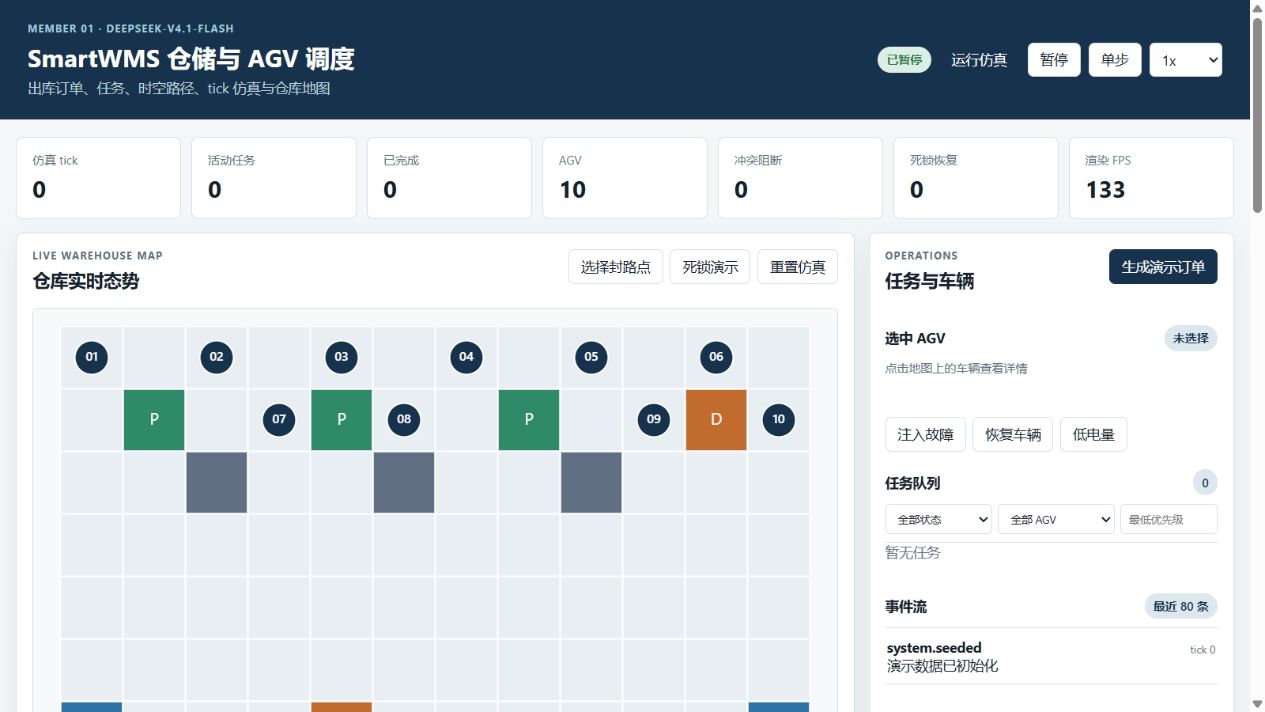 MEMBER 01 · DEEPSEEK-V4.1-FLASH
SmartWMS 仓储与 AGV 调度
出库订单、任务、时空路径、tick 仿真与仓库地图
已暂停 运行仿真 暂停 单步 1x
仿真 tick 活动任务 已完成 AGV 冲突阻断 死锁恢复 渲染 FPS
0 0 0 10 0 0 133
LIVE WAREHOUSE MAP
仓库实时态势
选择封路点 死锁演示 重置仿真
01 02 03 04 05 06
P 07 P 08 P 09 D 10
OPERATIONS
任务与车辆
生成演示订单
选中 AGV 未选择
点击地图上的车辆查看详情
注入故障 恢复车辆 低电量
任务队列 0
全部状态 全部 AGV 最低优先级
暂无任务
事件流 最近 80 条
system.seeded tick 0
演示数据已初始化